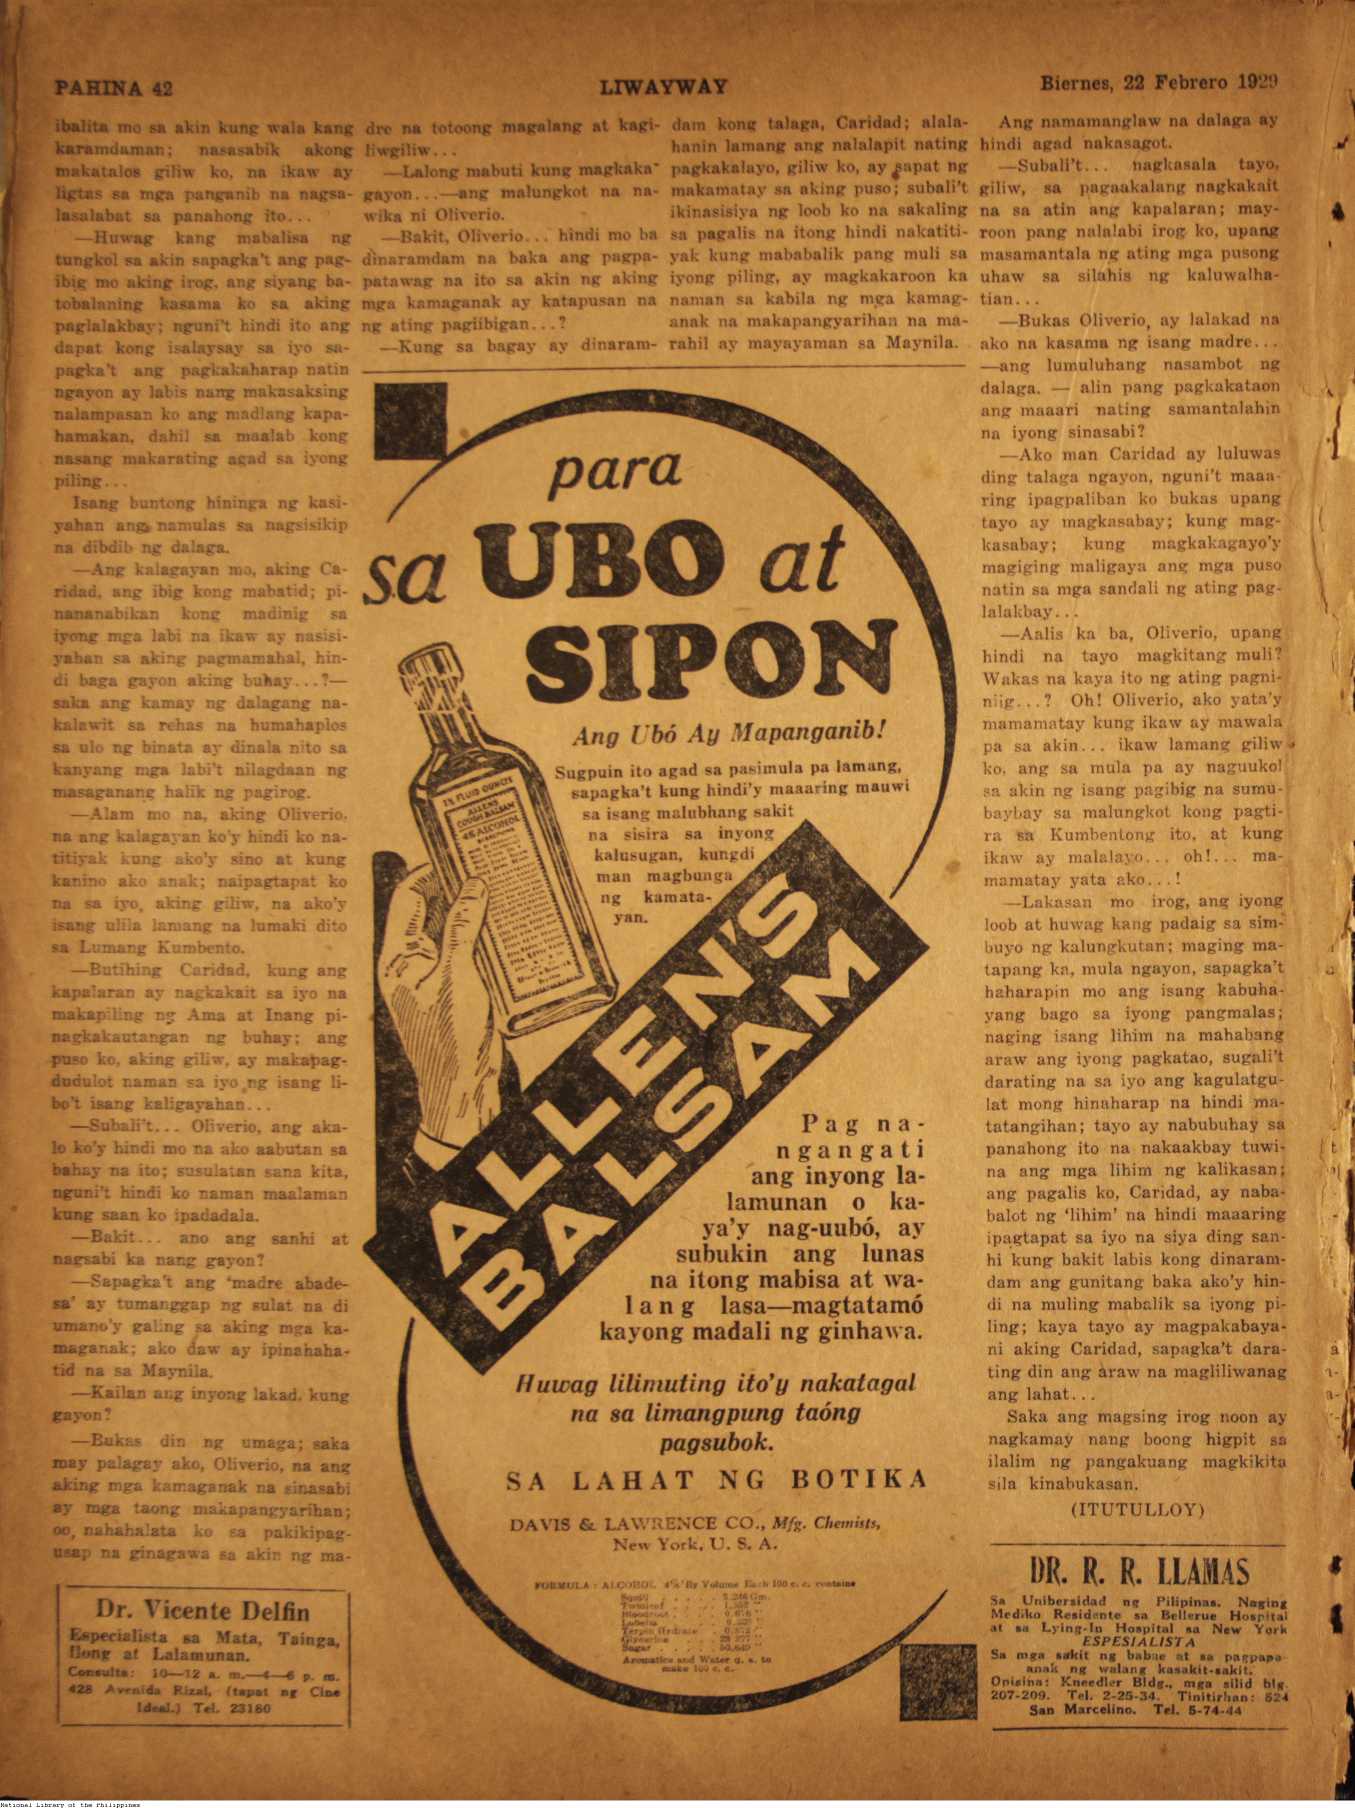 PAHINA 42
LIWAYWAY
Biernes, 22 Febrero 1929
ibalita mo sa akin kung wala kang
karamdaman; nasasabik akong
makatalos giliw ko, na ikaw ay
ligtas sa mga panganib na nagsa-
lasalabat sa panahong ito...
—Huwag kang mabalisa ng
tungkol sa akin sapagka't ang pag-
ibig mo aking irog, ang siyang ba-
tobalaning kasama ko sa aking
paglalakbay; nguni't hindi ito ang
dapat kong isalaysay sa iyo sa-
pagka't ang pagkakaharap natin
ngayon ay labis nang makasaksing
nalampasan ko ang madlang kapa-
hamakan, dahil sa maalab kong
nasang makarating agad sa iyong
piling...
Isang buntong hininga ng kasi-
yahan ang namulas sa nagsisikip
na dibdib ng dalaga.
—Ang kalagayan mo, aking Ca-
ridad, ang ibig kong mabatid; pi-
nananabikan kong madinig sa
iyong mga labi na ikaw ay nasisi-
yahan sa aking pagmamahal, hin-
di baga gayon aking buhay...?—
saka ang kamay ng dalagang na-
kalawit sa rehas na humahaplos
sa ulo ng binata ay dinala nito sa
kanyang mga labi't nilagdaan ng
masaganang halik ng pagirog.
—Alam mo na, aking Oliverio,
na ang kalagayan ko'y hindi ko na-
titiyak kung ako'y sino at kung
kanino ako anak; naipagtapat ko
na sa iyo, aking giliw, na ako'y
isang ulila lamang na lumaki dito
sa Lumang Kumbento.
—Butihing Caridad, kung ang
kapalaran ay nagkakait sa iyo na
makapiling ng Ama at Inang pi-
nagkakautangan ng buhay; ang
puso ko, aking giliw, ay makapag-
dudulot naman sa iyo ng isang li-
bo't isang kaligayahan...
—Subali't... Oliverio, ang aka-
lo ko'y hindi mo na ako aabutan sa
bahay na ito; susulatan sana kita,
nguni't hindi ko naman maalaman
kung saan ko ipadadala.
—Bakit... ano ang sanhi at
nagsabi ka nang gayon?
—Sapagka't ang 'madre abade-
sa' ay tumanggap ng sulat na di
umano'y galing sa aking mga ka-
maganak; ako daw ay ipinahaha-
tid na sa Maynila.
—Kailan ang inyong lakad, kung
gayon?
—Bukas din ng umaga; saka
may palagay ako, Oliverio, na ang
aking mga kamaganak na sinasabi
ay mga taong makapangyarihan;
oo, nahahalata ko sa pakikipag-
usap na ginagawa sa akin ng ma-
Dr. Vicente Delfin
Especialista sa Mata, Tainga,
Ilong at Lalamunan.
Consulta: 10—12 a. m.—4—6 p. m.
428 Avenida Rizal, (tapat ng Cine
Ideal.) Tel. 23160
dre na totoong magalang at kagi-
liwgiliw...
—Lalong mabuti kung magkaka-
gayon...—ang malungkot na na-
wika ni Oliverio.
—Bakit, Oliverio... hindi mo ba
dinaramdam na baka ang pagpa-
patawag na ito sa akin ng aking
mga kamaganak ay katapusan na
ng ating pagiibigan...?
—Kung sa bagay ay dinaram-
dam kong talaga, Caridad; alala-
hanin lamang ang nalalapit nating
pagkakalayo, giliw ko, ay sapat ng
makamatay sa aking puso; subali't
ikinasisiya ng loob ko na sakaling
sa pagalis na itong hindi nakatiti-
yak kung mababalik pang muli sa
iyong piling, ay magkakaroon ka
naman sa kabila ng mga kamag-
anak na makapangyarihan na ma-
rahil ay mayayaman sa Maynila.
para
sa UBO at
SIPON
Ang Ubó Ay Mapanganib!
Sugpuin ito agad sa pasimula pa lamang,
sapagka't kung hindi'y maaaring mauwi
sa isang malubhang sakit
na sisira sa inyong
kalusugan, kungdi
man magbunga
ng kamata-
yan.
2½ FLUID OUNCES
ALLENS
COUGH BALSAM
4% ALCOHOL
ALLEN'S
BALSAM
Pag na-
ngangati
ang inyong la-
lamunan o ka-
ya'y nag-uubó, ay
subukin ang lunas
na itong mabisa at wa-
lang lasa—magtatamó
kayong madali ng ginhawa.
Huwag lilimuting ito'y nakatagal
na sa limangpung taóng
pagsubok.
SA LAHAT NG BOTIKA
DAVIS & LAWRENCE CO., Mfg. Chemists,
New York, U. S. A.
FORMULA: ALCOHOL 4% By Volume Each 100 c. c. contains
Squill
Bloodroot
Lobelia
Terpin Hydrate
Glycerine
Sugar
Aromatics and Water q. s. to
make 100 c. c.
Ang namamanglaw na dalaga ay
hindi agad nakasagot.
—Subali't... nagkasala tayo,
giliw, sa pagaakalang nagkakait
na sa atin ang kapalaran; may-
roon pang nalalabi irog ko, upang
masamantala ng ating mga pusong
uhaw sa silahis ng kaluwalha-
tian...
—Bukas Oliverio, ay lalakad na
ako na kasama ng isang madre...
—ang lumuluhang nasambot ng
dalaga. — alin pang pagkakataon
ang maaari nating samantalahin
na iyong sinasabi?
—Ako man Caridad ay luluwas
ding talaga ngayon, nguni't maaa-
ring ipagpaliban ko bukas upang
tayo ay magkasabay; kung mag-
kasabay; kung magkakagayo'y
magiging maligaya ang mga puso
natin sa mga sandali ng ating pag-
lalakbay...
—Aalis ka ba, Oliverio, upang
hindi na tayo magkitang muli?
Wakas na kaya ito ng ating pagni-
niig...? Oh! Oliverio, ako yata'y
mamamatay kung ikaw ay mawala
pa sa akin... ikaw lamang giliw
ko, ang sa mula pa ay naguukol
sa akin ng isang pagibig na sumu-
baybay sa malungkot kong pagti-
ra sa Kumbentong ito, at kung
ikaw ay malalayo... oh!... ma-
mamatay yata ako...!
—Lakasan mo irog, ang iyong
loob at huwag kang padaig sa sim-
buyo ng kalungkutan; maging ma-
tapang ka, mula ngayon, sapagka't
haharapin mo ang isang kabuha-
yang bago sa iyong pangmalas;
naging isang lihim na mahabang
araw ang iyong pagkatao, sugali't
darating na sa iyo ang kagulatgu-
lat mong hinaharap na hindi ma-
tatangihan; tayo ay nabubuhay sa
panahong ito na nakaakbay tuwi-
na ang mga lihim ng kalikasan;
ang pagalis ko, Caridad, ay naba-
balot ng 'lihim' na hindi maaaring
ipagtapat sa iyo na siya ding san-
hi kung bakit labis kong dinaram-
dam ang gunitang baka ako'y hin-
di na muling mabalik sa iyong pi-
ling; kaya tayo ay magpakabaya-
ni aking Caridad, sapagka't dara-
ting din ang araw na magliliwanag
ang lahat...
Saka ang magsing irog noon ay
nagkamay nang boong higpit sa
ilalim ng pangakuang magkikita
sila kinabukasan.
(ITUTULLOY)
DR. R. R. LLAMAS
Sa Unibersidad ng Pilipinas. Naging
Mediko Residente sa Bellerue Hospital
at sa Lying-In Hospital sa New York
ESPESIALISTA
Sa mga sakit ng babae at sa pagpapa-
anak ng walang kasakit-sakit.
Opisina: Kneedler Bldg., mga silid blg.
207-209. Tel. 2-25-34. Tinitirhan: 524
San Marcelino. Tel. 5-74-44
National Library of the Philippines